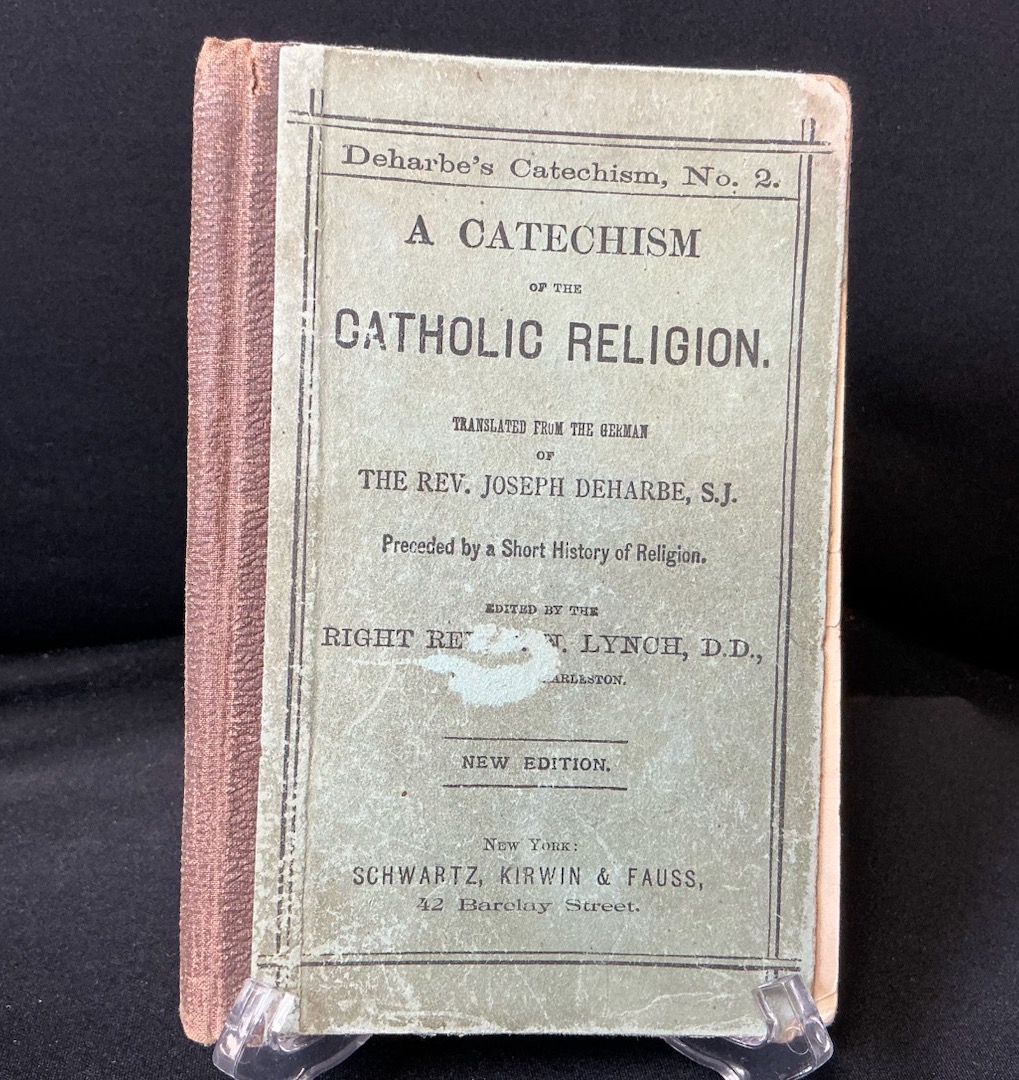 Deharbe's Catechism, No. 2.
A CATECHISM
OF THE
CATHOLIC RELIGION.
TRANSLATED FROM THE GERMAN
OF
THE REV. JOSEPH DEHARBE, S.J.
Preceded by a Short History of Religion.
EDITED BY THE
RIGHT N. LYNCH, D.D.,
NEW EDITION.
NEW YORK:
SCHWARTZ, KIRWIN & FAUSS,
42 Barclay Street.